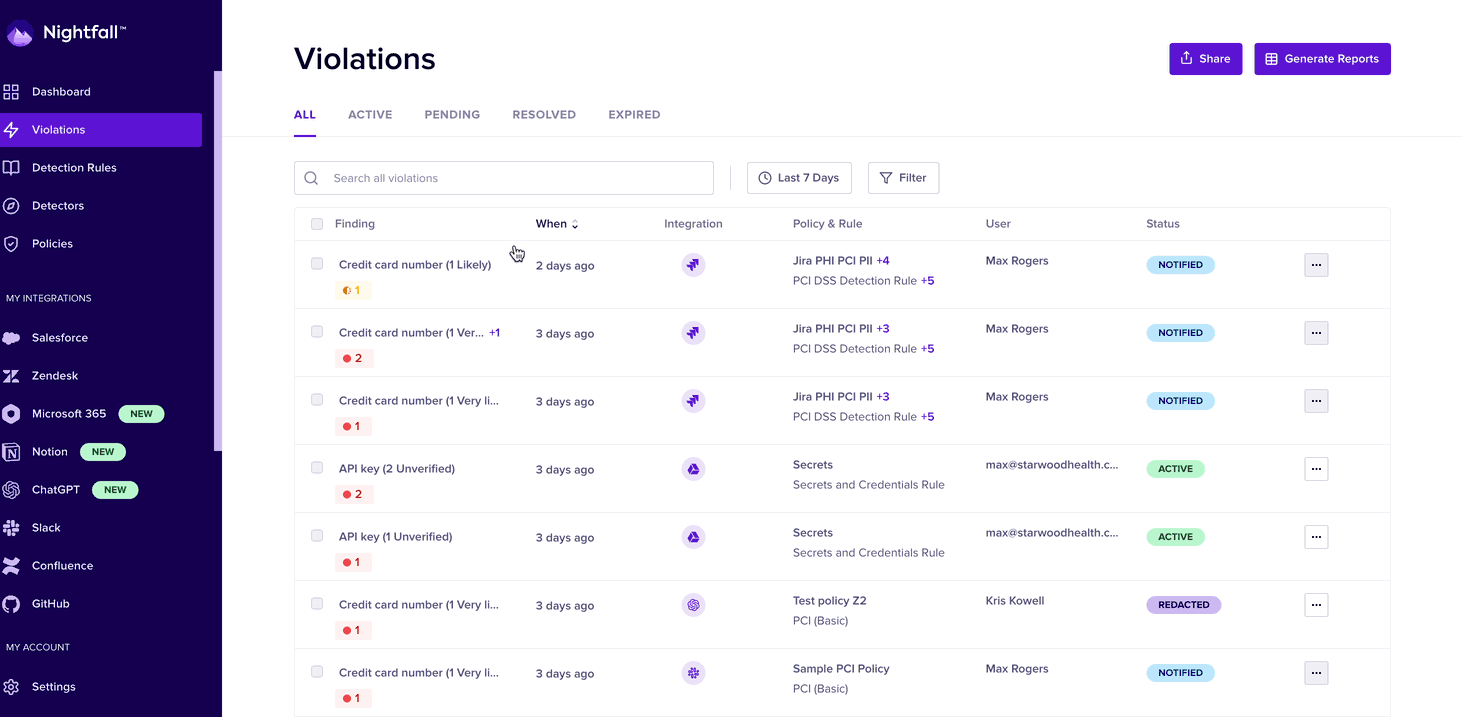 Nightfall™
Dashboard
Violations
Detection Rules
Detectors
Policies
MY INTEGRATIONS
Salesforce
Zendesk
Microsoft 365 NEW
Notion NEW
ChatGPT NEW
Slack
Confluence
GitHub
MY ACCOUNT
Settings
Violations
Share Generate Reports
ALL ACTIVE PENDING RESOLVED EXPIRED
Search all violations Last 7 Days Filter
Finding When Integration Policy & Rule User Status
Credit card number (1 Likely) 2 days ago Jira PHI PCI PII +4 Max Rogers NOTIFIED ...
1 PCI DSS Detection Rule +5
Credit card number (1 Ver... +1 3 days ago Jira PHI PCI PII +3 Max Rogers NOTIFIED ...
2 PCI DSS Detection Rule +5
Credit card number (1 Very li... 3 days ago Jira PHI PCI PII +3 Max Rogers NOTIFIED ...
1 PCI DSS Detection Rule +5
API key (2 Unverified) 3 days ago Secrets max@starwoodhealth.c... ACTIVE ...
2 Secrets and Credentials Rule
API key (1 Unverified) 3 days ago Secrets max@starwoodhealth.c... ACTIVE ...
1 Secrets and Credentials Rule
Credit card number (1 Very li... 3 days ago Test policy Z2 Kris Kowell REDACTED ...
1 PCI (Basic)
Credit card number (1 Very li... 3 days ago Sample PCI Policy Max Rogers NOTIFIED ...
1 PCI (Basic)